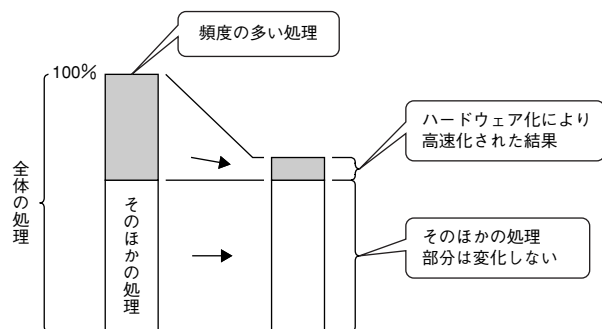 頻度の多い処理
100%
ハードウェア化により
高速化された結果
全体の処理
そのほかの処理
そのほかの処理
部分は変化しない